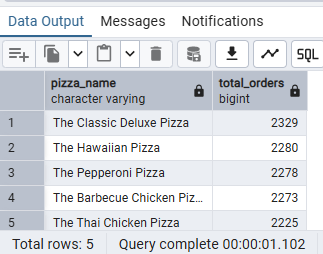 Data Output Messages Notifications
SQL
pizza_name total_orders
character varying bigint
1 The Classic Deluxe Pizza 2329
2 The Hawaiian Pizza 2280
3 The Pepperoni Pizza 2278
4 The Barbecue Chicken Piz... 2273
5 The Thai Chicken Pizza 2225
Total rows: 5 Query complete 00:00:01.102